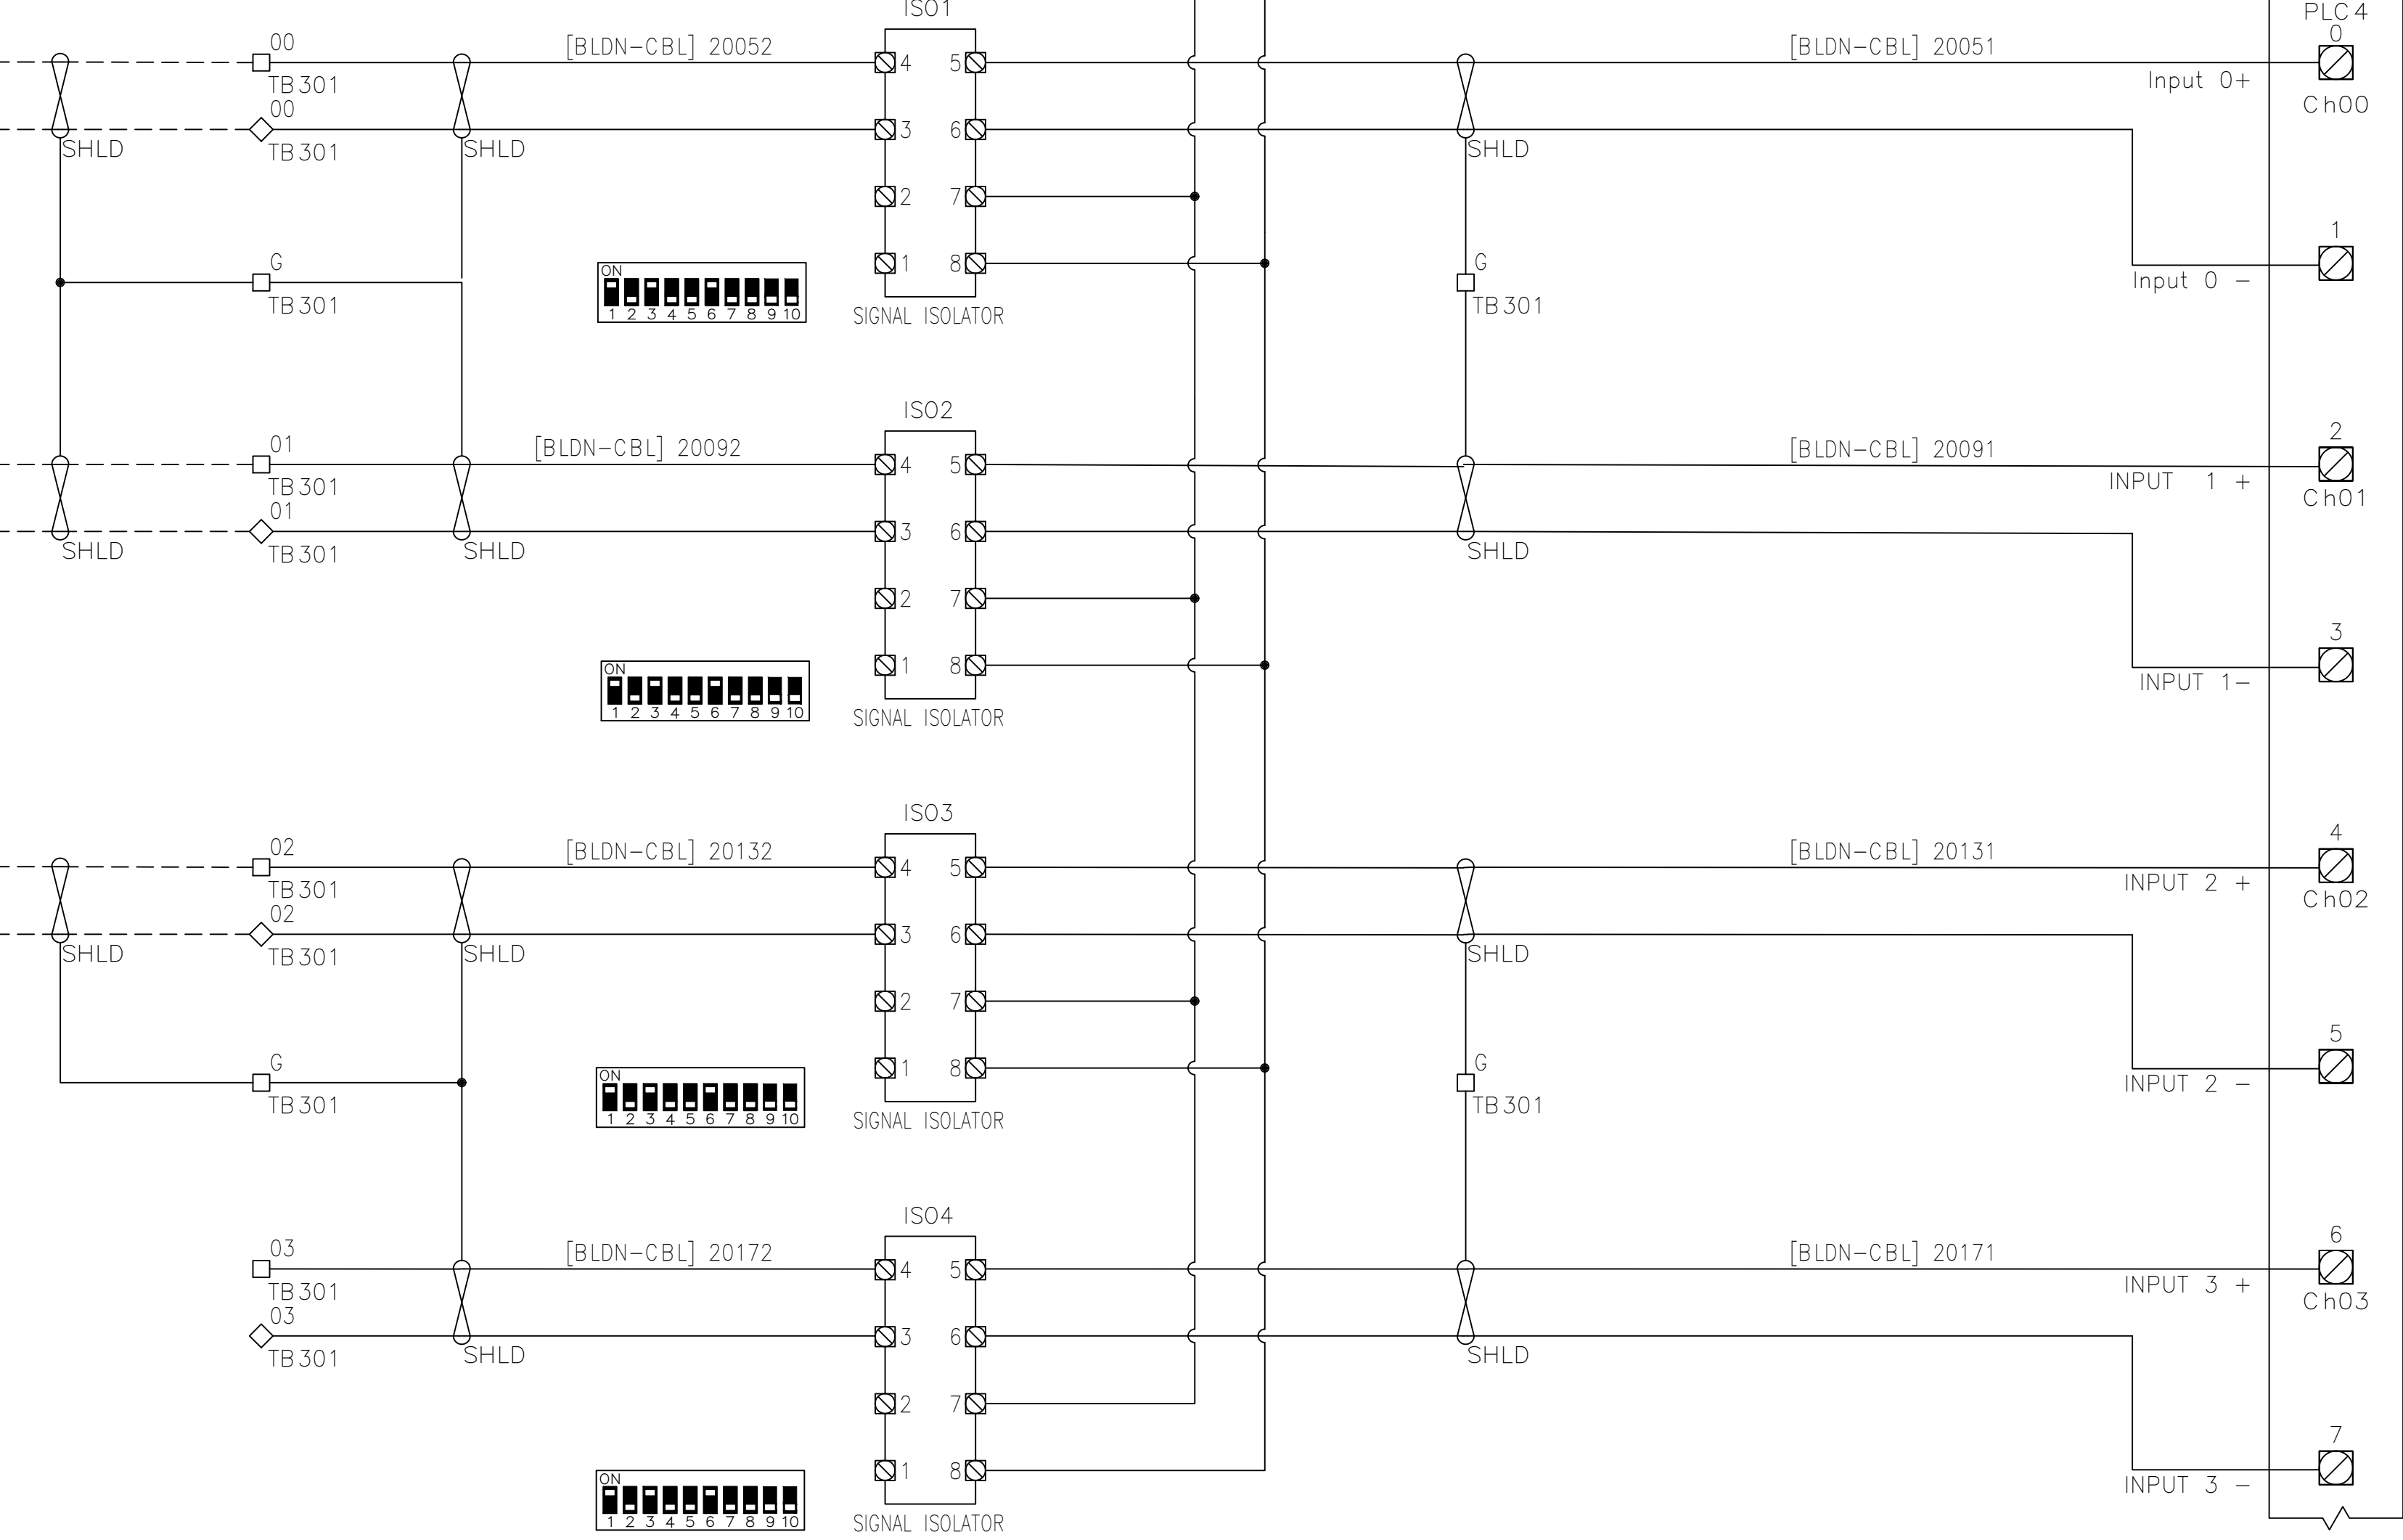 ISO1
PLC4
0
00
[BLDN-CBL] 20052
4 5
[BLDN-CBL] 20051
TB301
Input 0+
Ch00
00
3 6
SHLD
TB301
SHLD
SHLD
2 7
1
G
TB301
ON
1 2 3 4 5 6 7 8 9 10
1 8
SIGNAL ISOLATOR
G
TB301
Input 0 -
ISO2
2
01
[BLDN-CBL] 20092
4 5
[BLDN-CBL] 20091
TB301
INPUT 1 +
Ch01
01
3 6
SHLD
TB301
SHLD
SHLD
2 7
3
ON
1 2 3 4 5 6 7 8 9 10
1 8
SIGNAL ISOLATOR
INPUT 1-
ISO3
4
02
[BLDN-CBL] 20132
4 5
[BLDN-CBL] 20131
TB301
INPUT 2 +
Ch02
02
3 6
SHLD
TB301
SHLD
SHLD
2 7
5
G
TB301
ON
1 2 3 4 5 6 7 8 9 10
1 8
SIGNAL ISOLATOR
G
TB301
INPUT 2 -
ISO4
6
03
[BLDN-CBL] 20172
4 5
[BLDN-CBL] 20171
TB301
INPUT 3 +
Ch03
03
3 6
TB301
SHLD
SHLD
2 7
7
ON
1 2 3 4 5 6 7 8 9 10
1 8
SIGNAL ISOLATOR
INPUT 3 -